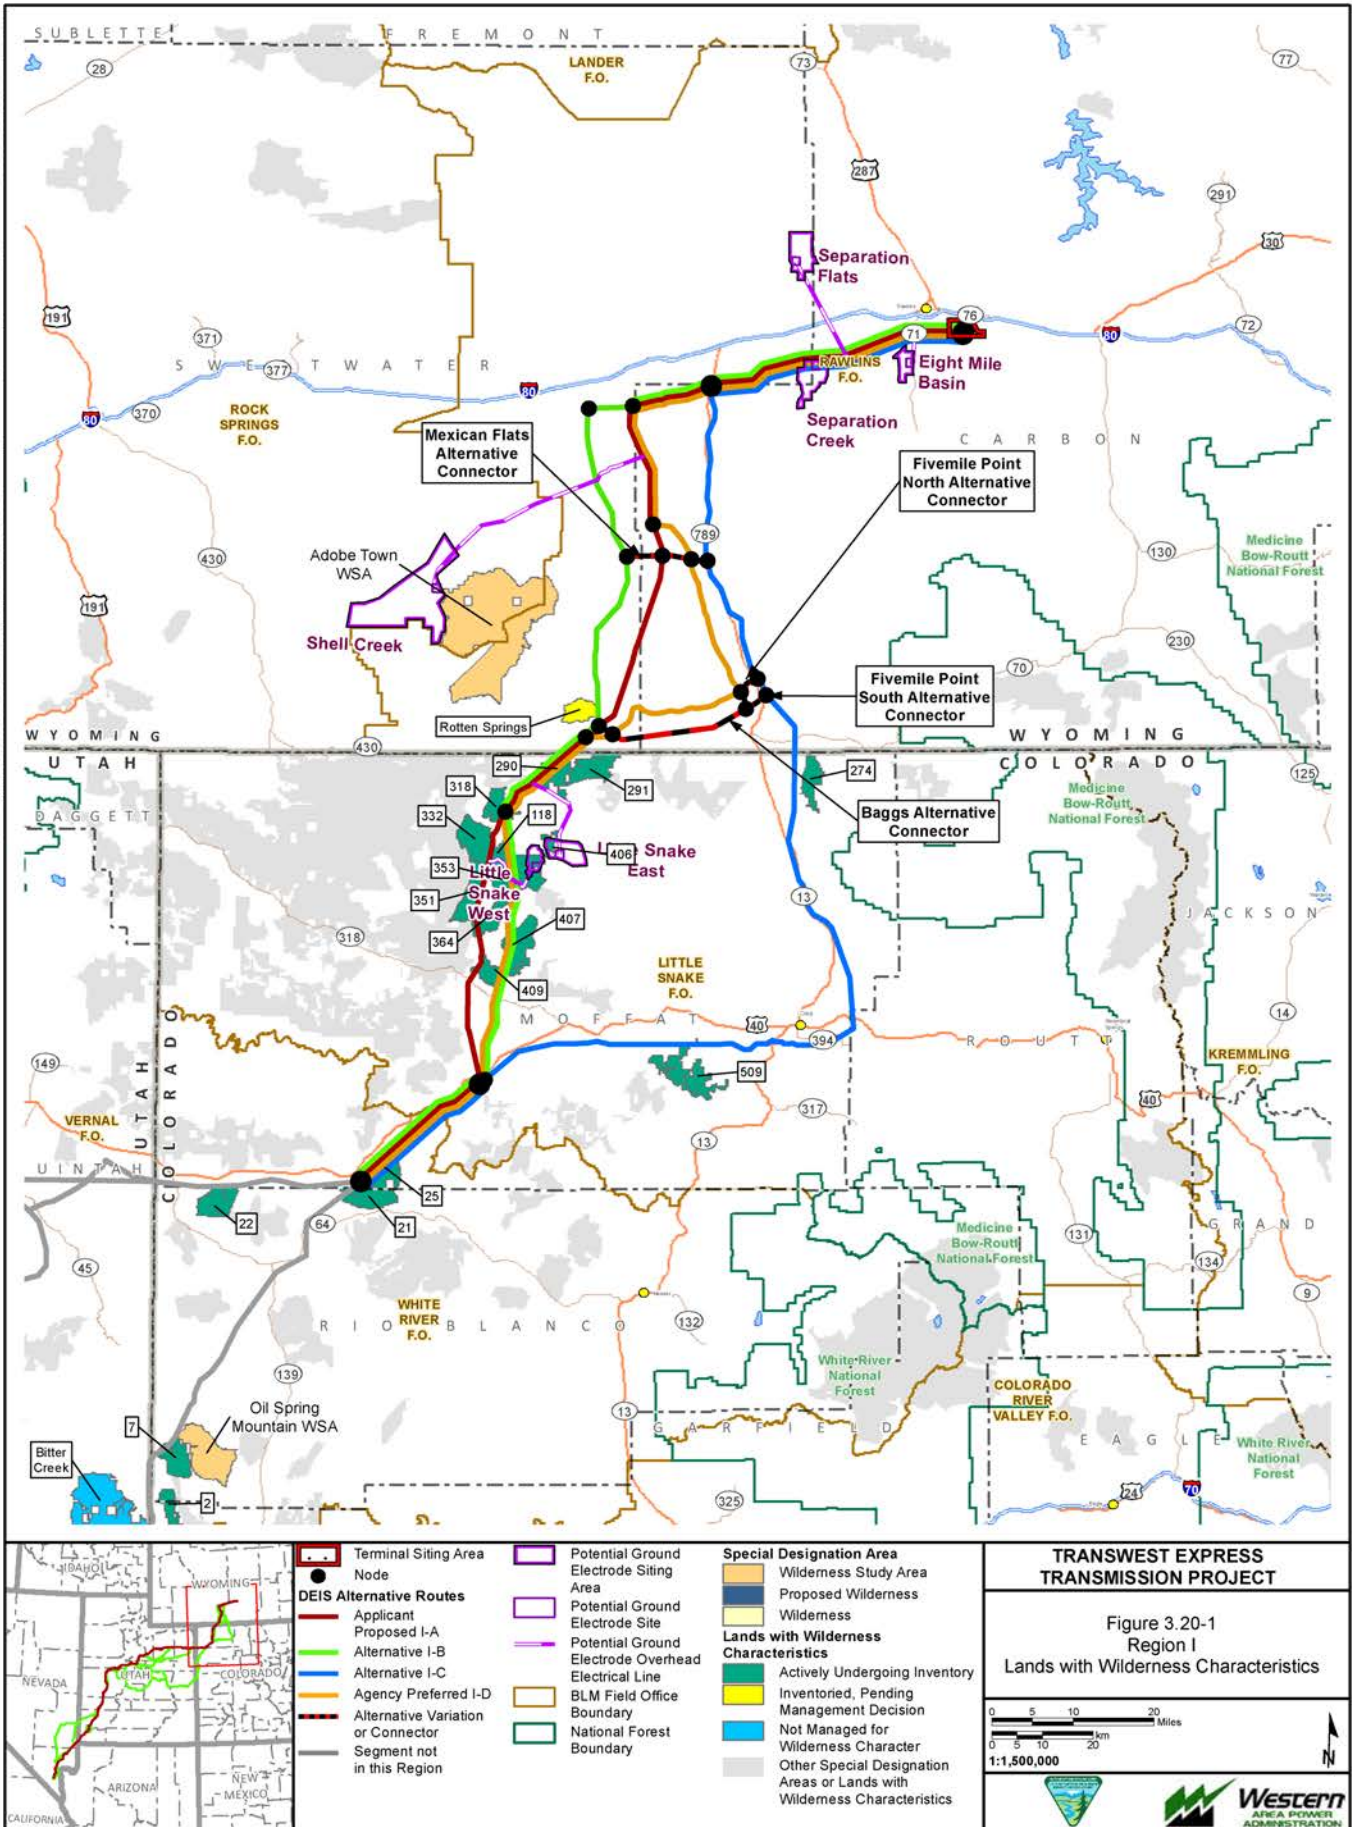 SUBLETTE
FREMONT
LANDER
F.O.
28
73
77
287
291
30
191
Separation
Flats
371
SWEETWATER
377
370
80
80
76
71
80
72
RAWLINS
F.O.
Eight Mile
Basin
Separation
Creek
ROCK
SPRINGS
F.O.
Mexican Flats
Alternative
Connector
CARBON
Fivemile Point
North Alternative
Connector
789
430
130
Medicine
Bow-Routt
National Forest
Adobe Town
WSA
191
Shell Creek
230
70
Fivemile Point
South Alternative
Connector
Rotten Springs
WYOMING
430
WYOMING
UTAH
COLORADO
125
290
291
274
318
332
118
DAGGETT
Medicine
Bow-Routt
National Forest
Baggs Alternative
Connector
406
Snake
East
353
Little
Snake
West
351
364
407
13
318
JACKSON
LITTLE
SNAKE
F.O.
409
MOFFAT
40
394
ROUTT
14
KREMMLING
F.O.
149
509
40
317
13
VERNAL
F.O.
UTAH
COLORADO
UINTAH
25
22
21
64
45
Medicine
Bow-Routt
National Forest
131
GRAND
134
9
WHITE
RIVER
F.O.
RIO BLANCO
132
139
White River
National
Forest
COLORADO
RIVER
VALLEY F.O.
Oil Spring
Mountain WSA
7
13
GARFIELD
EAGLE
White River
National
Forest
Bitter
Creek
2
325
24
70
IDAHO
WYOMING
NEVADA
UTAH
COLORADO
ARIZONA
NEW
MEXICO
CALIFORNIA
Terminal Siting Area
Node
DEIS Alternative Routes
Applicant
Proposed I-A
Alternative I-B
Alternative I-C
Agency Preferred I-D
Alternative Variation
or Connector
Segment not
in this Region
Potential Ground
Electrode Siting
Area
Potential Ground
Electrode Site
Potential Ground
Electrode Overhead
Electrical Line
BLM Field Office
Boundary
National Forest
Boundary
Special Designation Area
Wilderness Study Area
Proposed Wilderness
Wilderness
Lands with Wilderness
Characteristics
Actively Undergoing Inventory
Inventoried, Pending
Management Decision
Not Managed for
Wilderness Character
Other Special Designation
Areas or Lands with
Wilderness Characteristics
TRANSWEST EXPRESS
TRANSMISSION PROJECT
Figure 3.20-1
Region I
Lands with Wilderness Characteristics
0 5 10 20
Miles
0 5 10 20
km
1:1,500,000
N
Western
AREA POWER
ADMINISTRATION